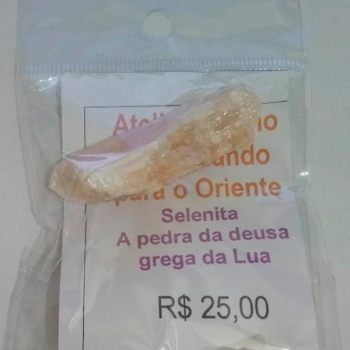 para o Oriente
Selenita
A pedra da deusa
grega da Lua
R$ 25,00